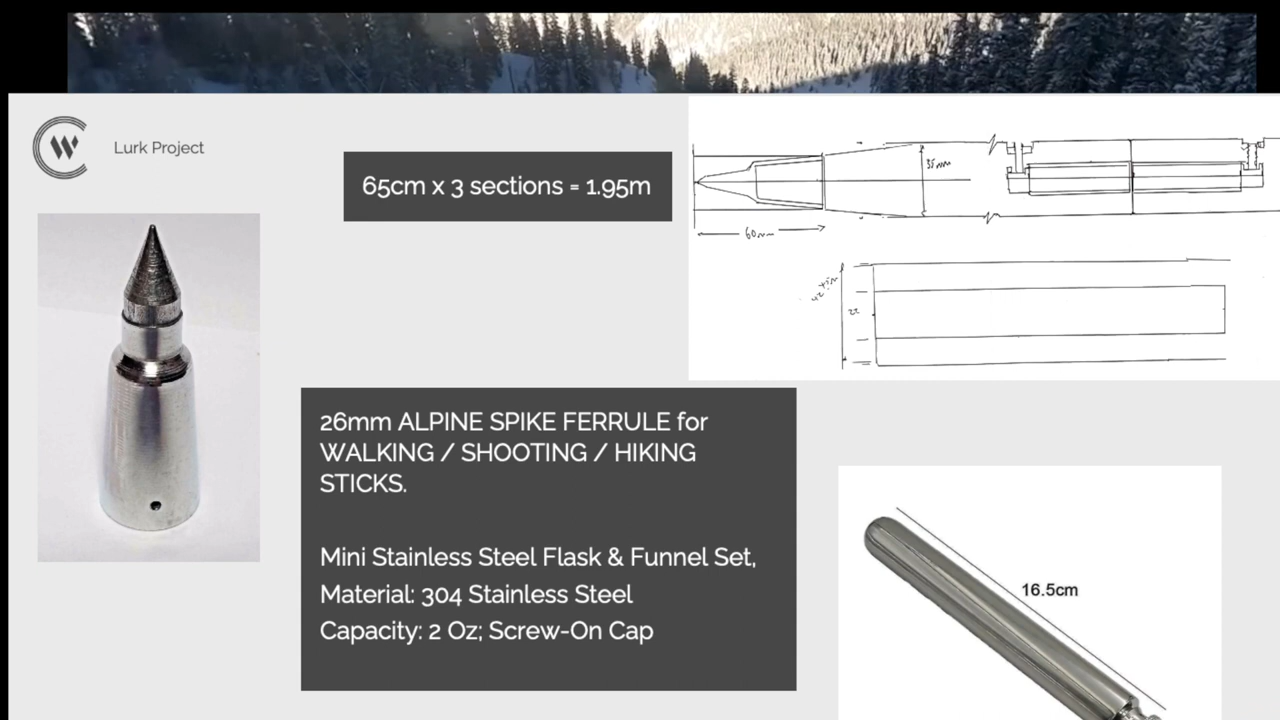 Lurk Project
65cm x 3 sections = 1.95m
35mm
60mm
22
26mm ALPINE SPIKE FERRULE for
WALKING / SHOOTING / HIKING
STICKS.
Mini Stainless Steel Flask & Funnel Set,
Material: 304 Stainless Steel
Capacity: 2 Oz; Screw-On Cap
16.5cm